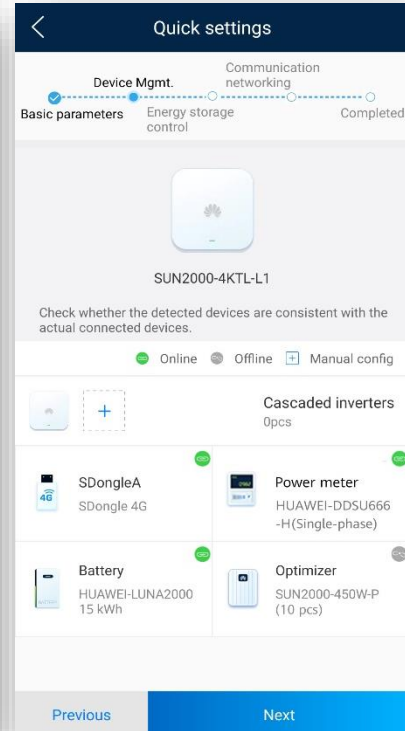 Quick settings
Device Mgmt.
Communication
networking
Basic parameters
Energy storage
control
Completed
SUN2000-4KTL-L1
Check whether the detected devices are consistent with the
actual connected devices.
Online
Offline
Manual config
Cascaded inverters
0pcs
SDongleA
SDongle 4G
4G
Power meter
HUAWEI-DDSU666
-H(Single-phase)
Battery
HUAWEI-LUNA2000
15 kWh
Optimizer
SUN2000-450W-P
(10 pcs)
Previous
Next